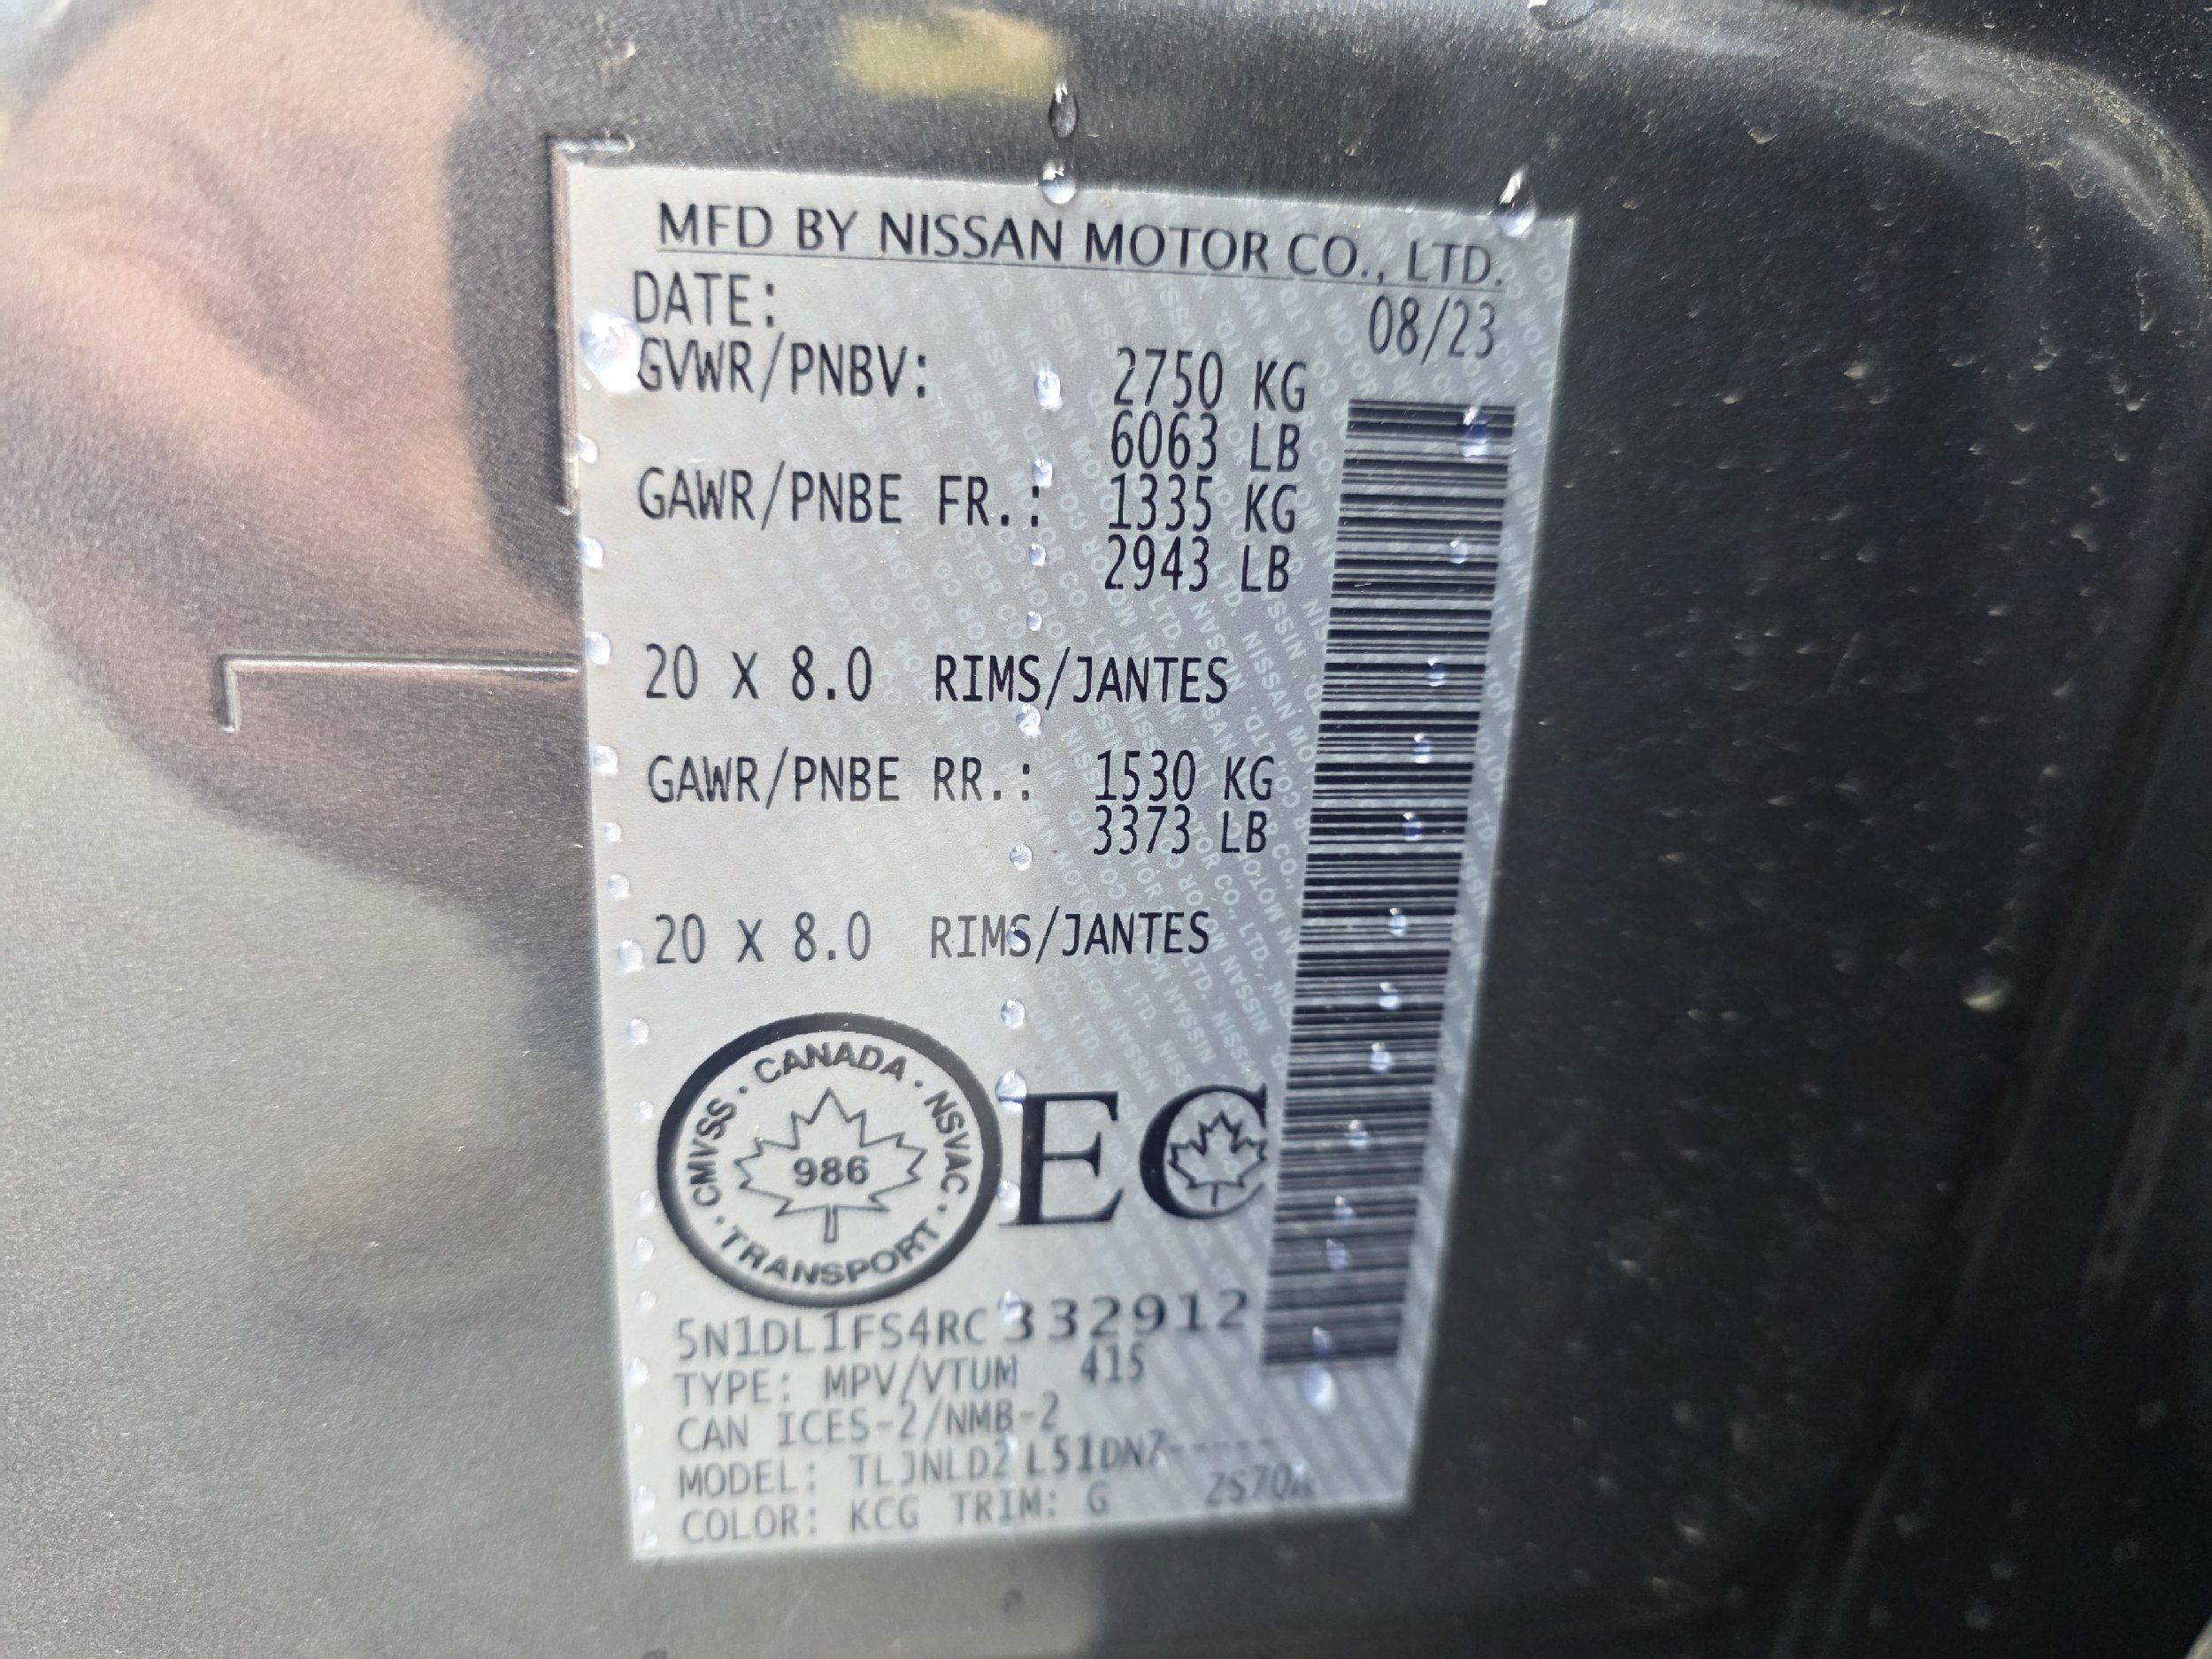 MFD BY NISSAN MOTOR CO., LTD.
DATE: 08/23
GVWR/PNBV: 2750 KG
6063 LB
GAWR/PNBE FR.: 1335 KG
2943 LB
20 X 8.0 RIMS/JANTES
GAWR/PNBE RR.: 1530 KG
3373 LB
20 X 8.0 RIMS/JANTES
CANADA · NSVAC · TRANSPORT · CMVSS ·
986
EC
5N1DL1FS4RC332912
TYPE: MPV/VTUM 415
CAN ICES-2/NMB-2
MODEL: TLJNLD2 L51DN7-----
COLOR: KCG TRIM: G